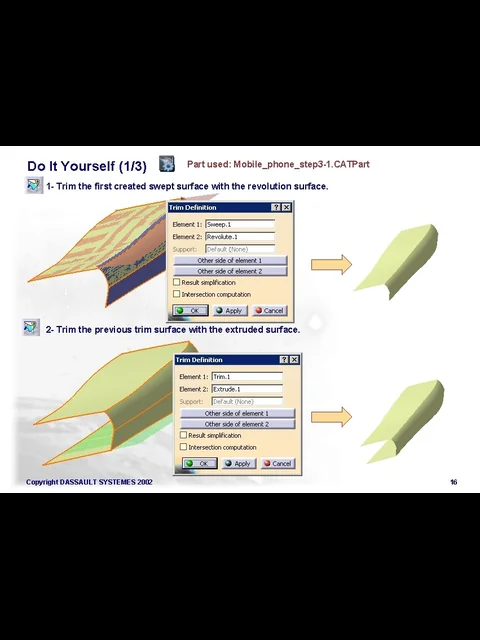 Do It Yourself (1/3)
Part used: Mobile_phone_step3-1.CATPart
1- Trim the first created swept surface with the revolution surface.
Trim Definition
Element 1: Sweep.1
Element 2: Revolute.1
Support: Default (None)
Other side of element 1
Other side of element 2
Result simplification
Intersection computation
OK Apply Cancel
2- Trim the previous trim surface with the extruded surface.
Trim Definition
Element 1: Trim.1
Element 2: Extrude.1
Support: Default (None)
Other side of element 1
Other side of element 2
Result simplification
Intersection computation
OK Apply Cancel
Copyright DASSAULT SYSTEMES 2002
16